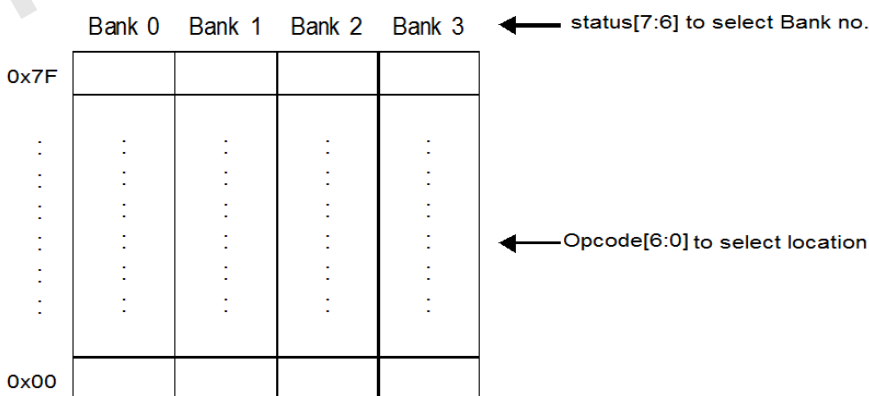 Bank 0 Bank 1 Bank 2 Bank 3 status[7:6] to select Bank no.
0x7F
Opcode[6:0] to select location
0x00